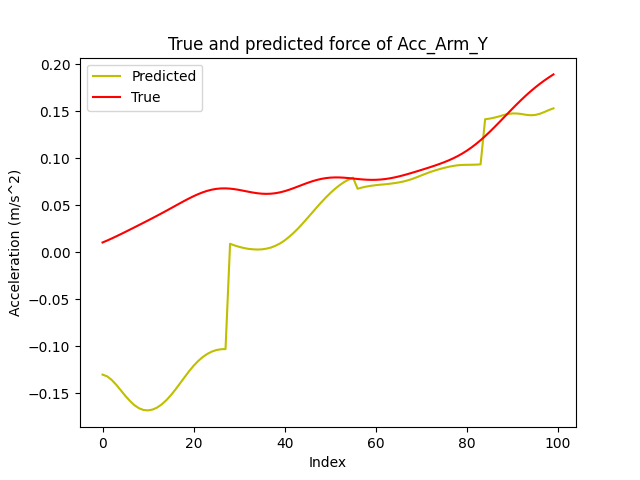 True and predicted force of Acc_Arm_Y
Predicted
True
0.20
0.15
0.10
0.05
0.00
−0.05
−0.10
−0.15
Acceleration (m/s^2)
0 20 40 60 80 100
Index